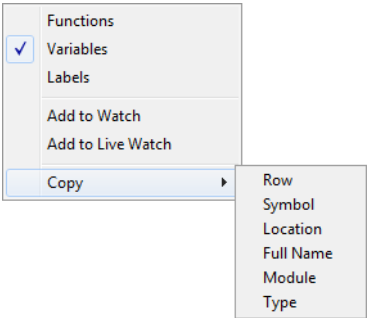 Functions
Variables
Labels
Add to Watch
Add to Live Watch
Copy
Row
Symbol
Location
Full Name
Module
Type